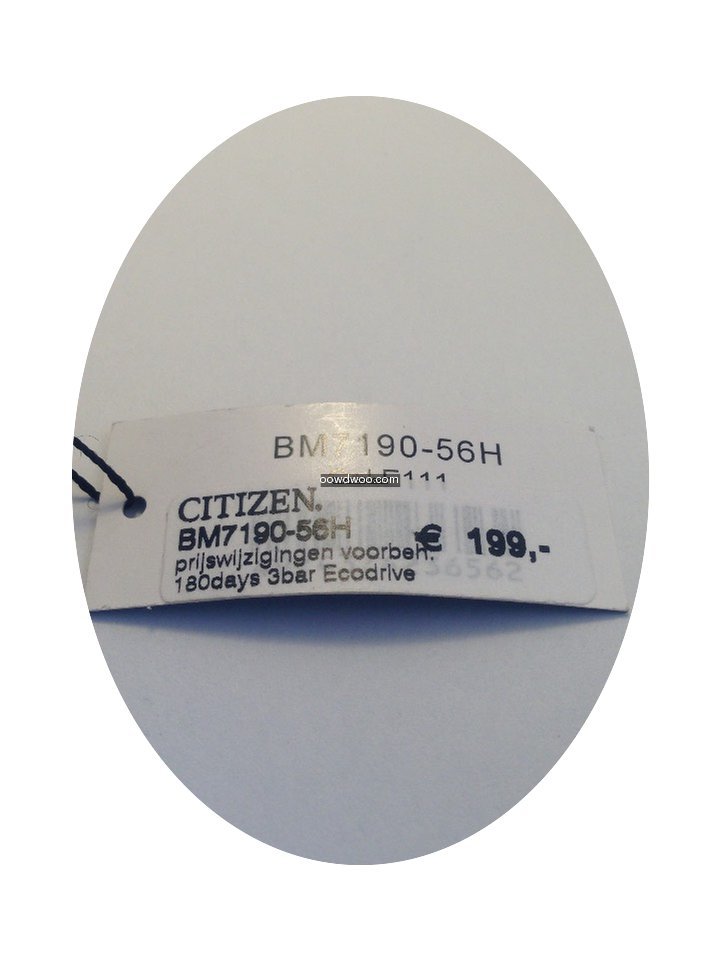 BM7190-56H
oowdwoo.com
CITIZEN.
BM7190-56H
€ 199,-
prijswijzigingen voorbeh.
180days 3bar Ecodrive